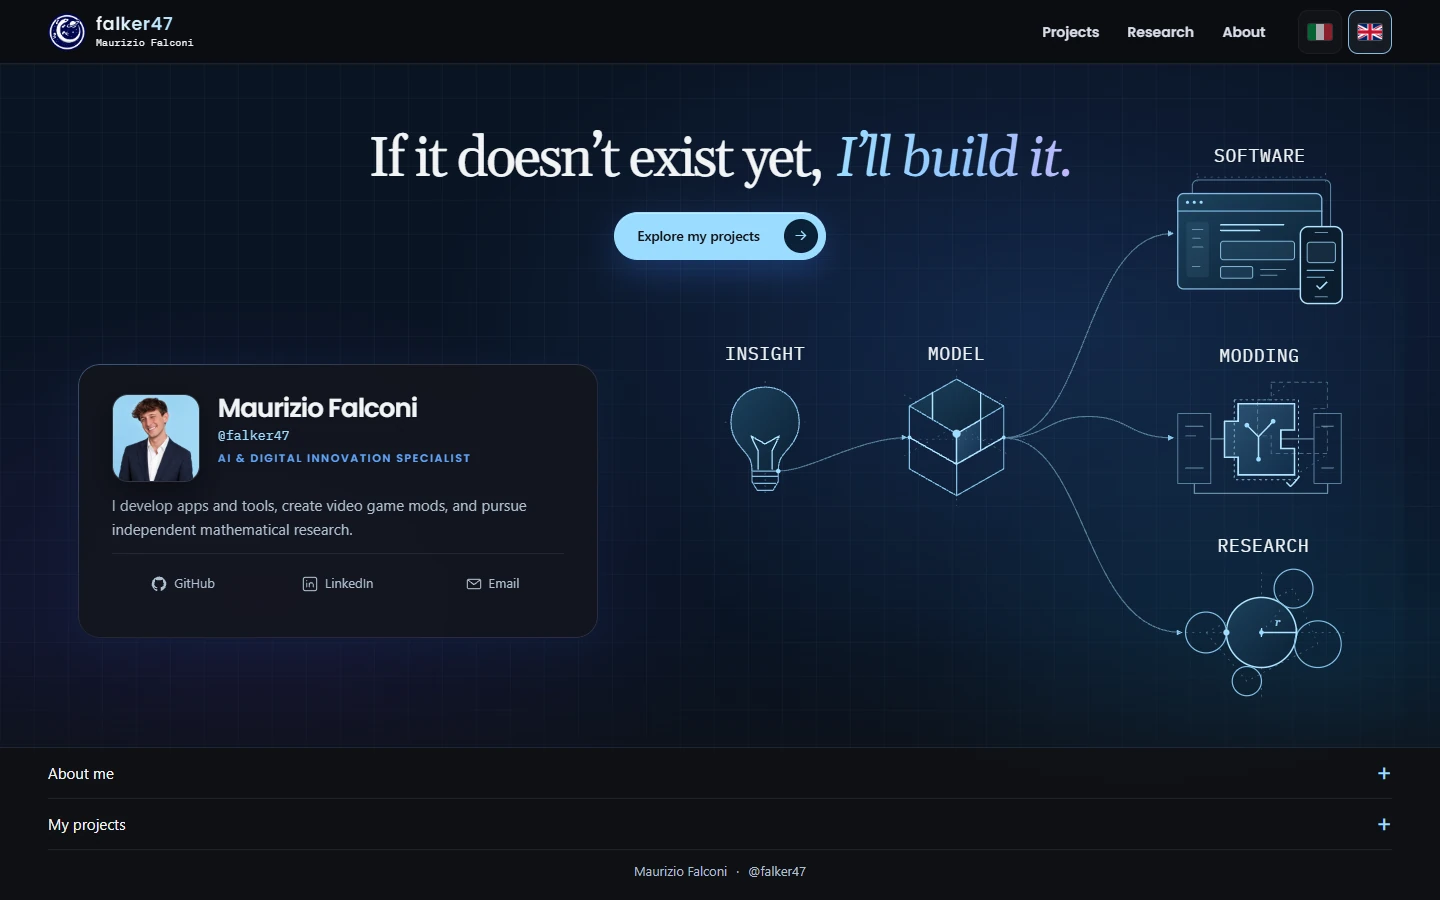 falker47
Maurizio Falconi
Projects
Research
About
If it doesn’t exist yet, I’ll build it.
Explore my projects
SOFTWARE
INSIGHT
MODEL
MODDING
Maurizio Falconi
@falker47
AI & DIGITAL INNOVATION SPECIALIST
I develop apps and tools, create video game mods, and pursue
independent mathematical research.
GitHub
LinkedIn
Email
RESEARCH
r
About me
My projects
Maurizio Falconi · @falker47